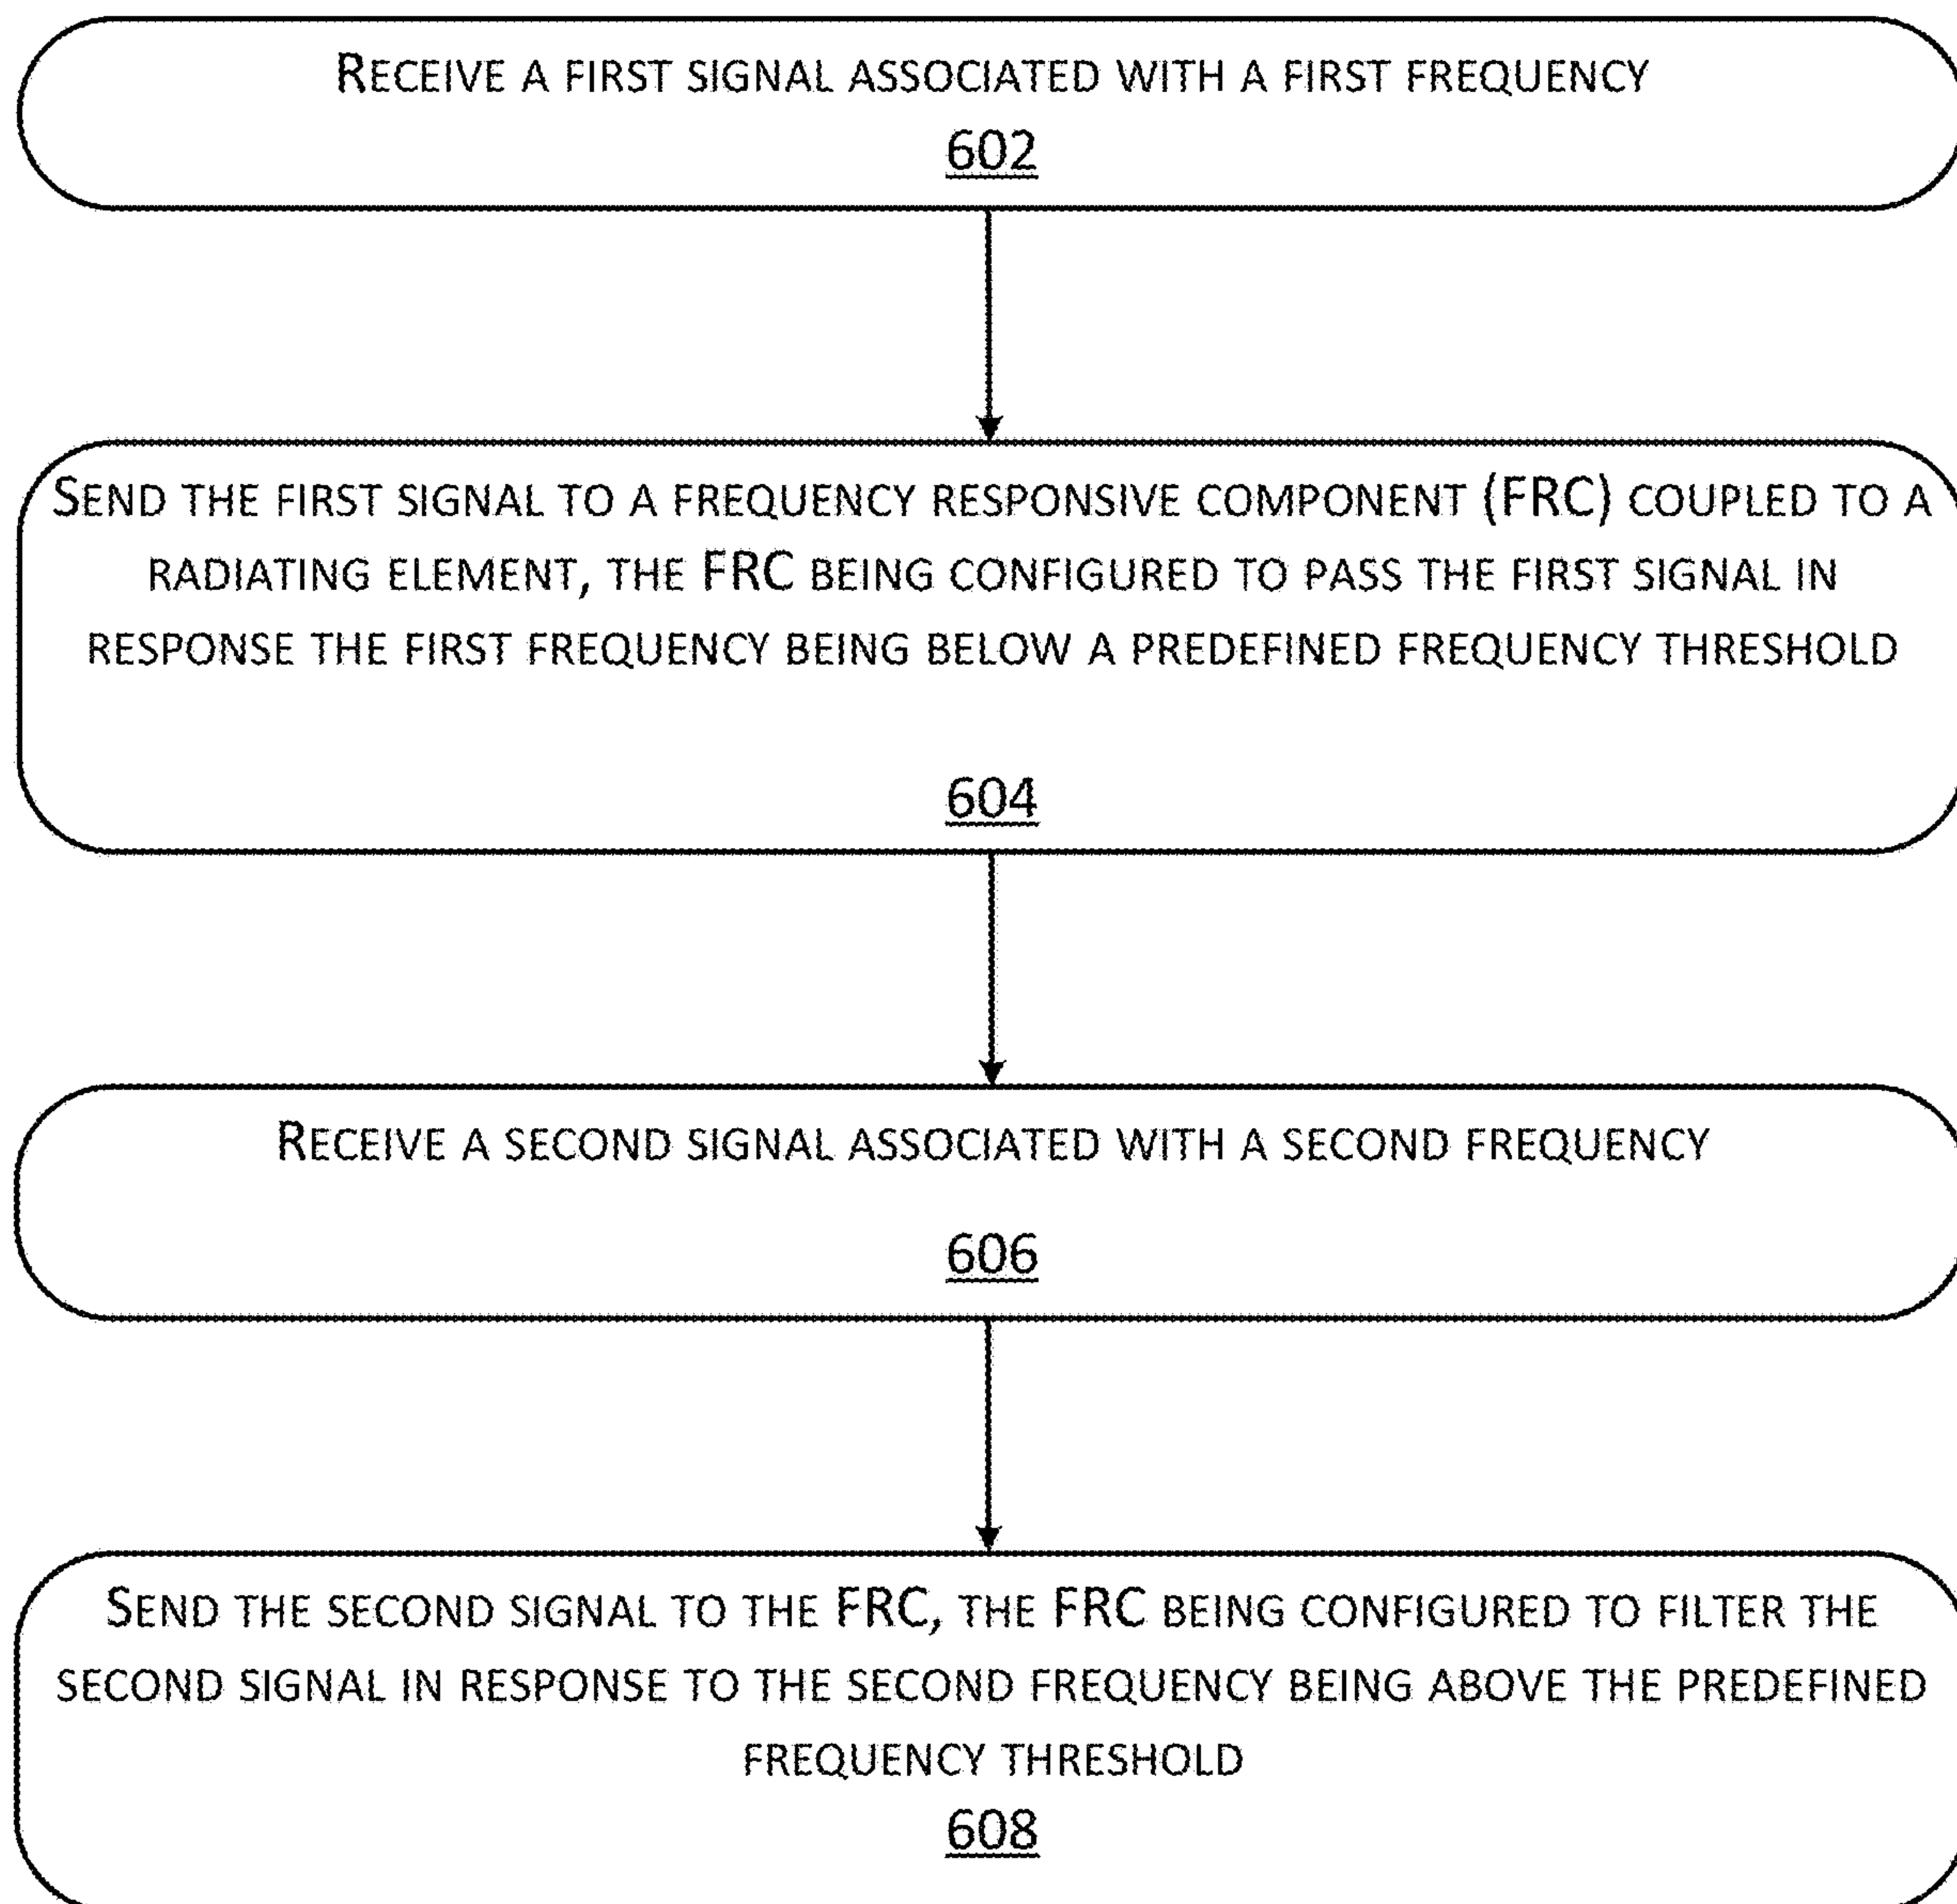 RECEIVE A FIRST SIGNAL ASSOCIATED WITH A FIRST FREQUENCY
602
SEND THE FIRST SIGNAL TO A FREQUENCY RESPONSIVE COMPONENT (FRC) COUPLED TO A
RADIATING ELEMENT, THE FRC BEING CONFIGURED TO PASS THE FIRST SIGNAL IN
RESPONSE THE FIRST FREQUENCY BEING BELOW A PREDEFINED FREQUENCY THRESHOLD
604
RECEIVE A SECOND SIGNAL ASSOCIATED WITH A SECOND FREQUENCY
606
SEND THE SECOND SIGNAL TO THE FRC, THE FRC BEING CONFIGURED TO FILTER THE
SECOND SIGNAL IN RESPONSE TO THE SECOND FREQUENCY BEING ABOVE THE PREDEFINED
FREQUENCY THRESHOLD
608